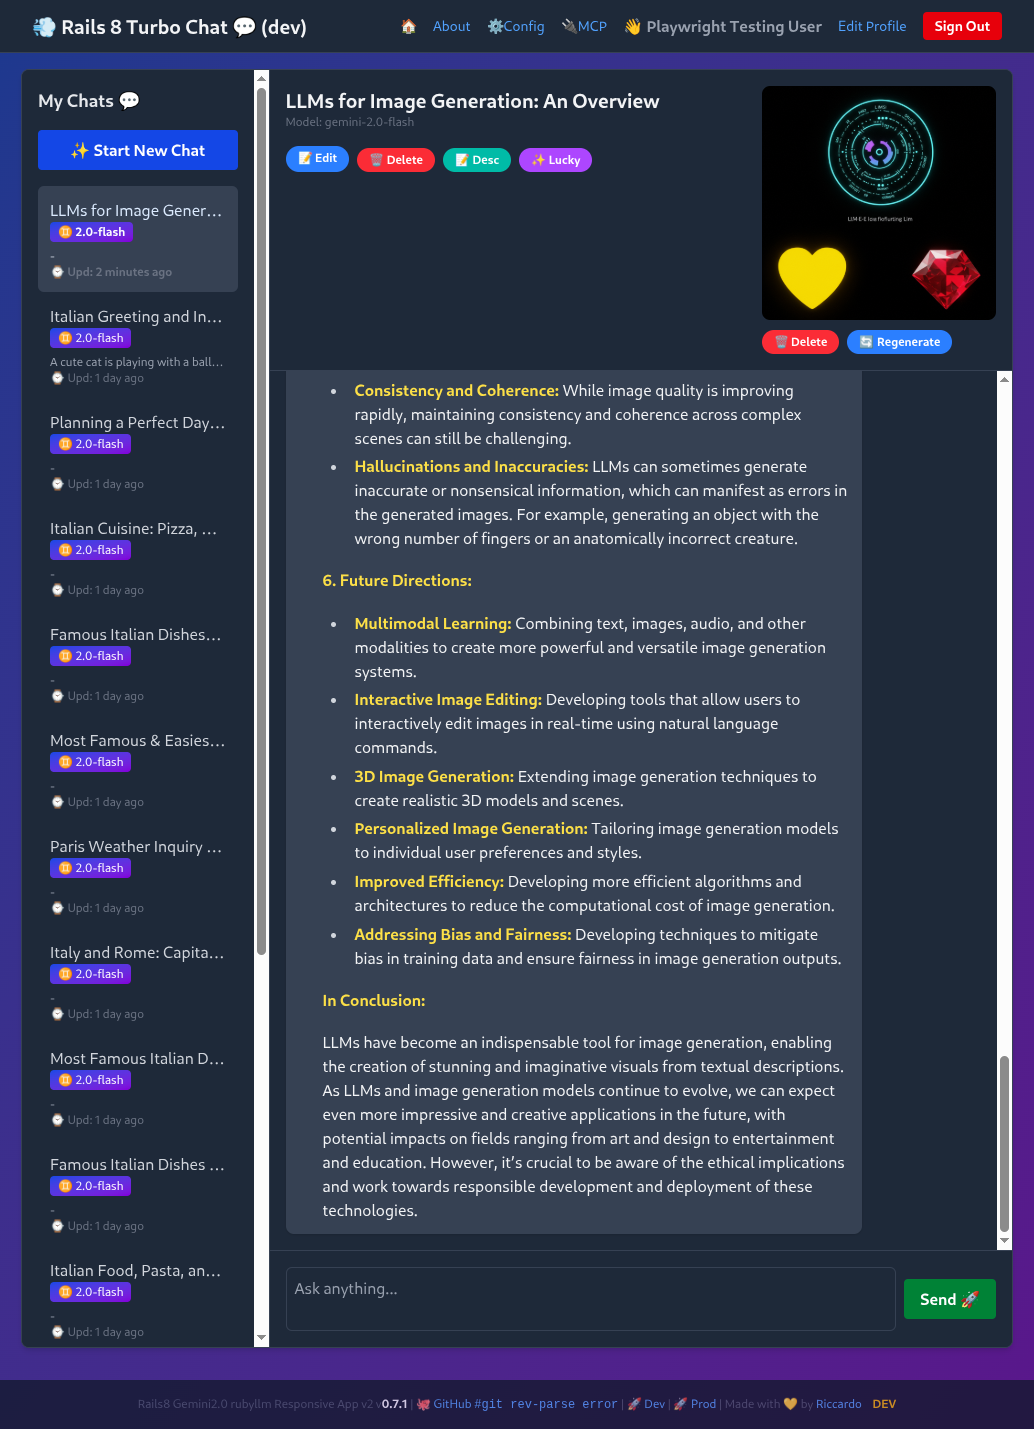 💨 Rails 8 Turbo Chat 💬 (dev)
🏠 About ⚙️Config 🔌MCP 👋 Playwright Testing User Edit Profile Sign Out
My Chats 💬
✨ Start New Chat
LLMs for Image Gener...
♊ 2.0-flash
-
⌚ Upd: 2 minutes ago
Italian Greeting and In...
♊ 2.0-flash
A cute cat is playing with a ball...
⌚ Upd: 1 day ago
Planning a Perfect Day...
♊ 2.0-flash
-
⌚ Upd: 1 day ago
Italian Cuisine: Pizza, ...
♊ 2.0-flash
-
⌚ Upd: 1 day ago
Famous Italian Dishes...
♊ 2.0-flash
-
⌚ Upd: 1 day ago
Most Famous & Easies...
♊ 2.0-flash
-
⌚ Upd: 1 day ago
Paris Weather Inquiry ...
♊ 2.0-flash
-
⌚ Upd: 1 day ago
Italy and Rome: Capita...
♊ 2.0-flash
-
⌚ Upd: 1 day ago
Most Famous Italian D...
♊ 2.0-flash
-
⌚ Upd: 1 day ago
Famous Italian Dishes ...
♊ 2.0-flash
-
⌚ Upd: 1 day ago
Italian Food, Pasta, an...
♊ 2.0-flash
-
⌚ Upd: 1 day ago
LLMs for Image Generation: An Overview
Model: gemini-2.0-flash
📝 Edit 🗑️ Delete 📝 Desc ✨ Lucky
🗑️ Delete 🔄 Regenerate
• Consistency and Coherence: While image quality is improving
rapidly, maintaining consistency and coherence across complex
scenes can still be challenging.
• Hallucinations and Inaccuracies: LLMs can sometimes generate
inaccurate or nonsensical information, which can manifest as errors in
the generated images. For example, generating an object with the
wrong number of fingers or an anatomically incorrect creature.
6. Future Directions:
• Multimodal Learning: Combining text, images, audio, and other
modalities to create more powerful and versatile image generation
systems.
• Interactive Image Editing: Developing tools that allow users to
interactively edit images in real-time using natural language
commands.
• 3D Image Generation: Extending image generation techniques to
create realistic 3D models and scenes.
• Personalized Image Generation: Tailoring image generation models
to individual user preferences and styles.
• Improved Efficiency: Developing more efficient algorithms and
architectures to reduce the computational cost of image generation.
• Addressing Bias and Fairness: Developing techniques to mitigate
bias in training data and ensure fairness in image generation outputs.
In Conclusion:
LLMs have become an indispensable tool for image generation, enabling
the creation of stunning and imaginative visuals from textual descriptions.
As LLMs and image generation models continue to evolve, we can expect
even more impressive and creative applications in the future, with
potential impacts on fields ranging from art and design to entertainment
and education. However, it's crucial to be aware of the ethical implications
and work towards responsible development and deployment of these
technologies.
Ask anything...
Send 🚀
Rails8 Gemini2.0 rubyllm Responsive App v2 v0.7.1 | 🐙 GitHub #git rev-parse error | 🚀 Dev | 🚀 Prod | Made with 💛 by Riccardo DEV